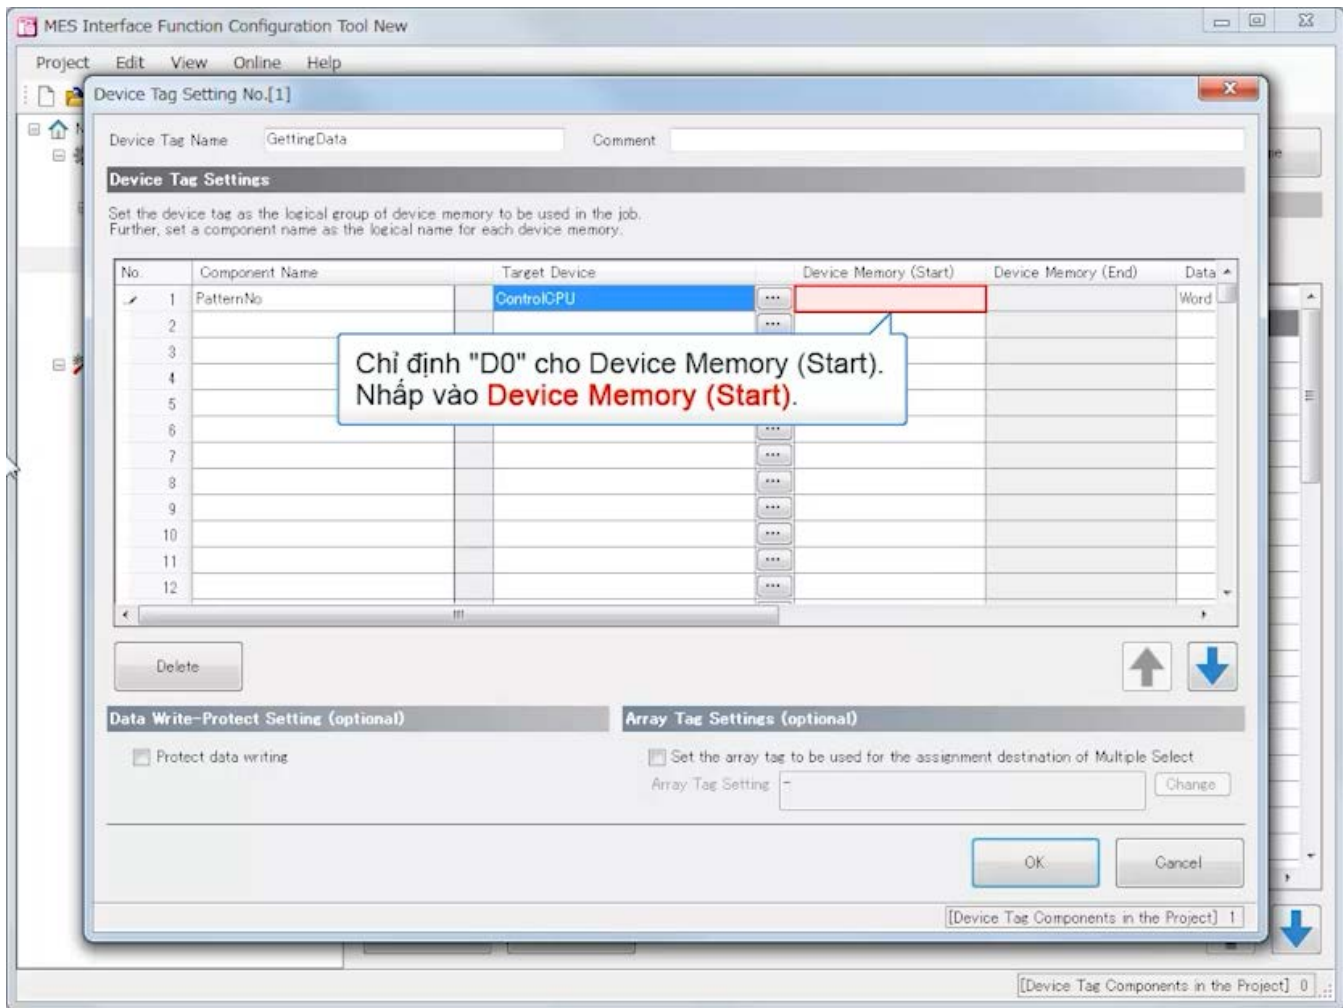 MES Interface Function Configuration Tool New
Project Edit View Online Help
Device Tag Setting No.[1]
Device Tag Name GettingData Comment
Device Tag Settings
Set the device tag as the logical group of device memory to be used in the job.
Further, set a component name as the logical name for each device memory.
No. Component Name Target Device Device Memory (Start) Device Memory (End) Data
1 PatternNo ControlCPU ... Word
2 ...
3
Chỉ định "D0" cho Device Memory (Start).
4
Nhấp vào Device Memory (Start).
5
6 ...
7 ...
8 ...
9 ...
10 ...
11 ...
12 ...
Delete
Data Write-Protect Setting (optional) Array Tag Settings (optional)
Protect data writing Set the array tag to be used for the assignment destination of Multiple Select
Array Tag Setting - Change
OK Cancel
[Device Tag Components in the Project] 1
[Device Tag Components in the Project] 0